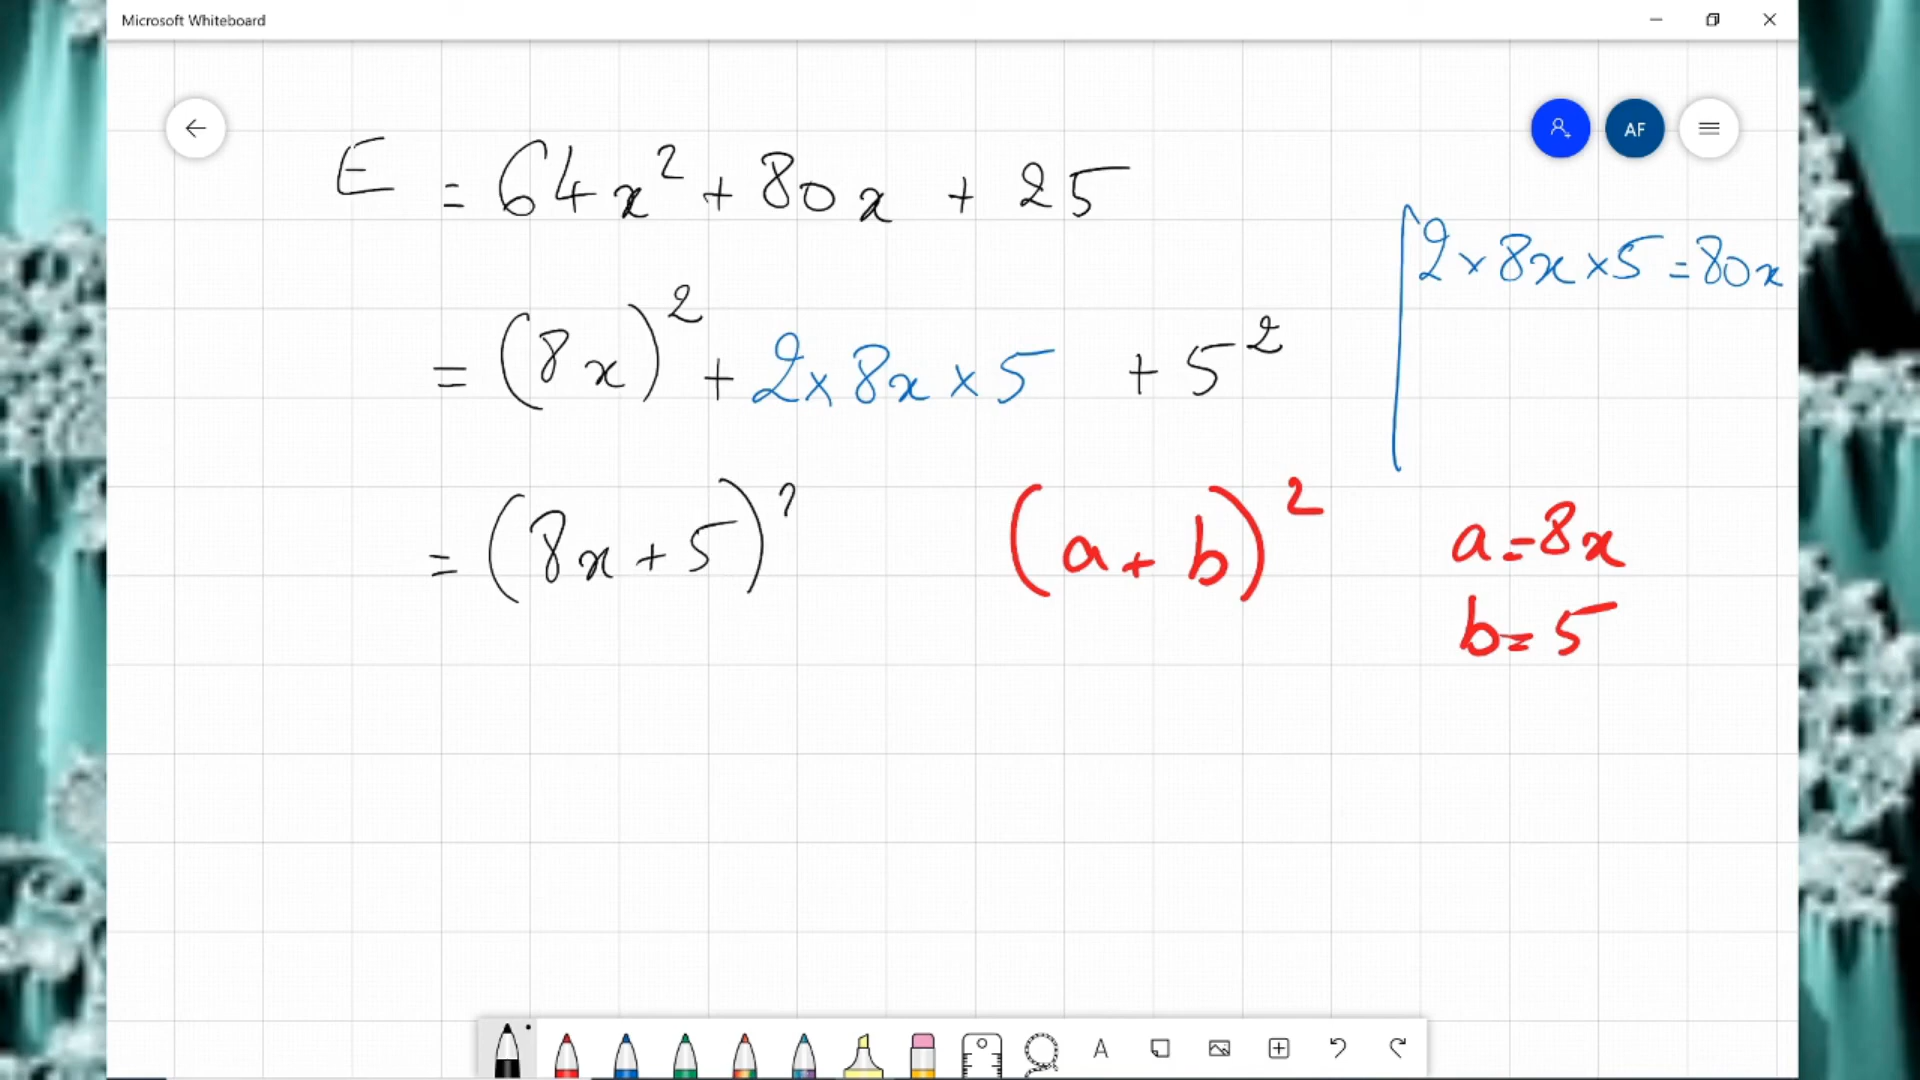 Microsoft Whiteboard
AF
E = 64x² + 80x + 25
2 × 8x × 5 = 80x
= (8x)² + 2 × 8x × 5 + 5²
= (8x + 5)²
(a + b)²
a = 8x
b = 5
A